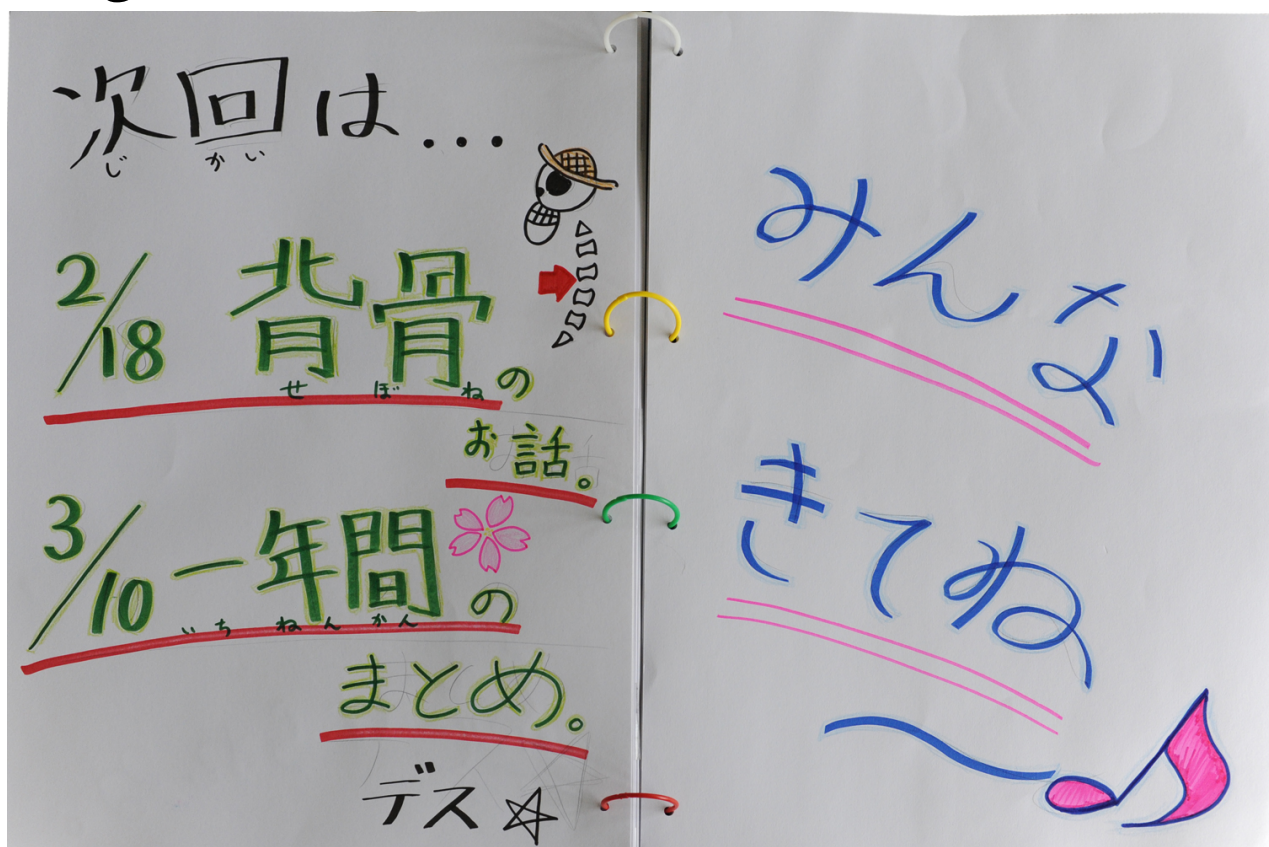 次回は...
じ かい
2/18 背骨の
せ ぼ ね
お話。
3/10 一年間の
いち ねん かん
まとめ。
デス☆
みんな
きてね
〜♪